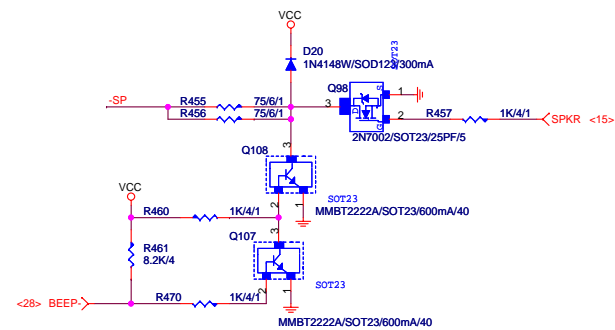 VCC
D20
1N4148W/SOD123/300mA
SOT23
Q98
S
1
3
D
G
2
-SP
R455
75/6/1
R456
75/6/1
R457
1K/4/1
SPKR <15>
2N7002/SOT23/25PF/5
3
Q108
2
1
SOT23
MMBT2222A/SOT23/600mA/40
VCC
R460
1K/4/1
3
Q107
R461
8.2K/4
SOT23
2
1
<28> BEEP-
R470
1K/4/1
MMBT2222A/SOT23/600mA/40